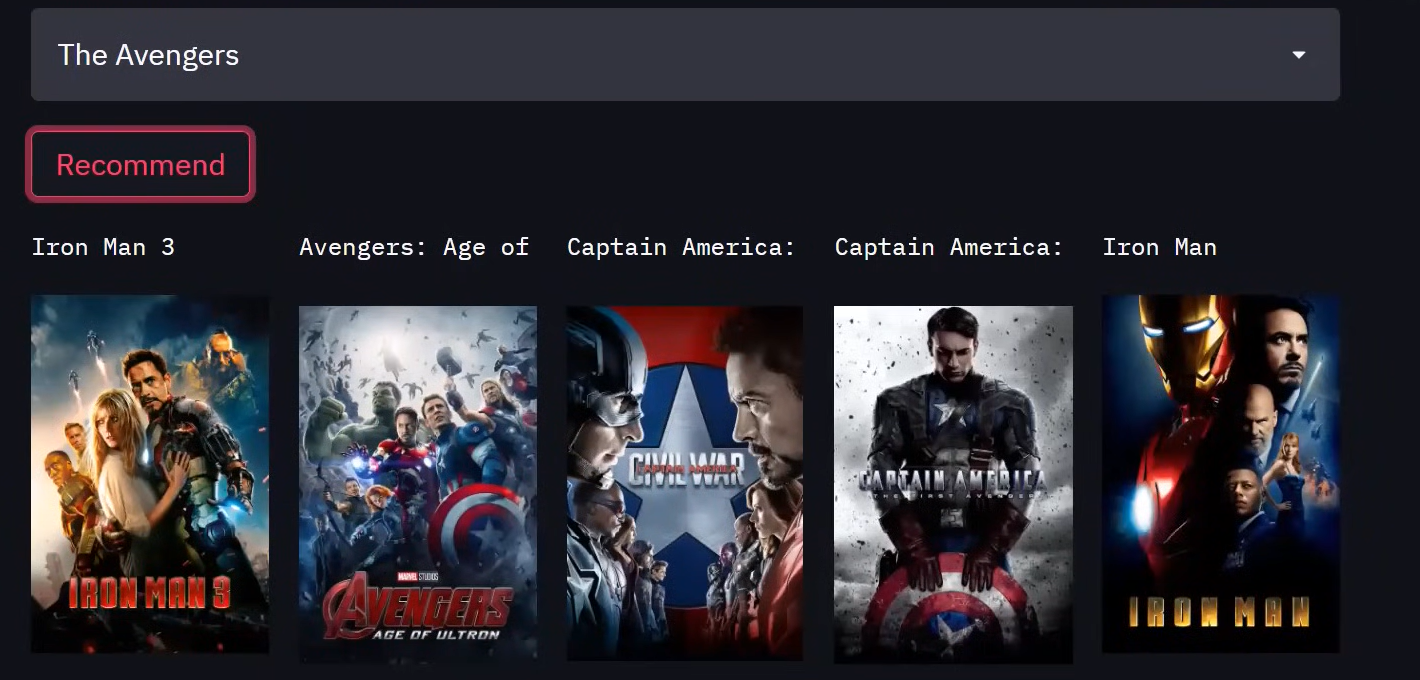 The Avengers
Recommend
Iron Man 3
Avengers: Age of
Captain America:
Captain America:
Iron Man
IRON MAN 3
MARVEL STUDIOS
AVENGERS
AGE OF ULTRON
CAPTAIN AMERICA
CIVIL WAR
CAPTAIN AMERICA
THE FIRST AVENGER
IRON MAN